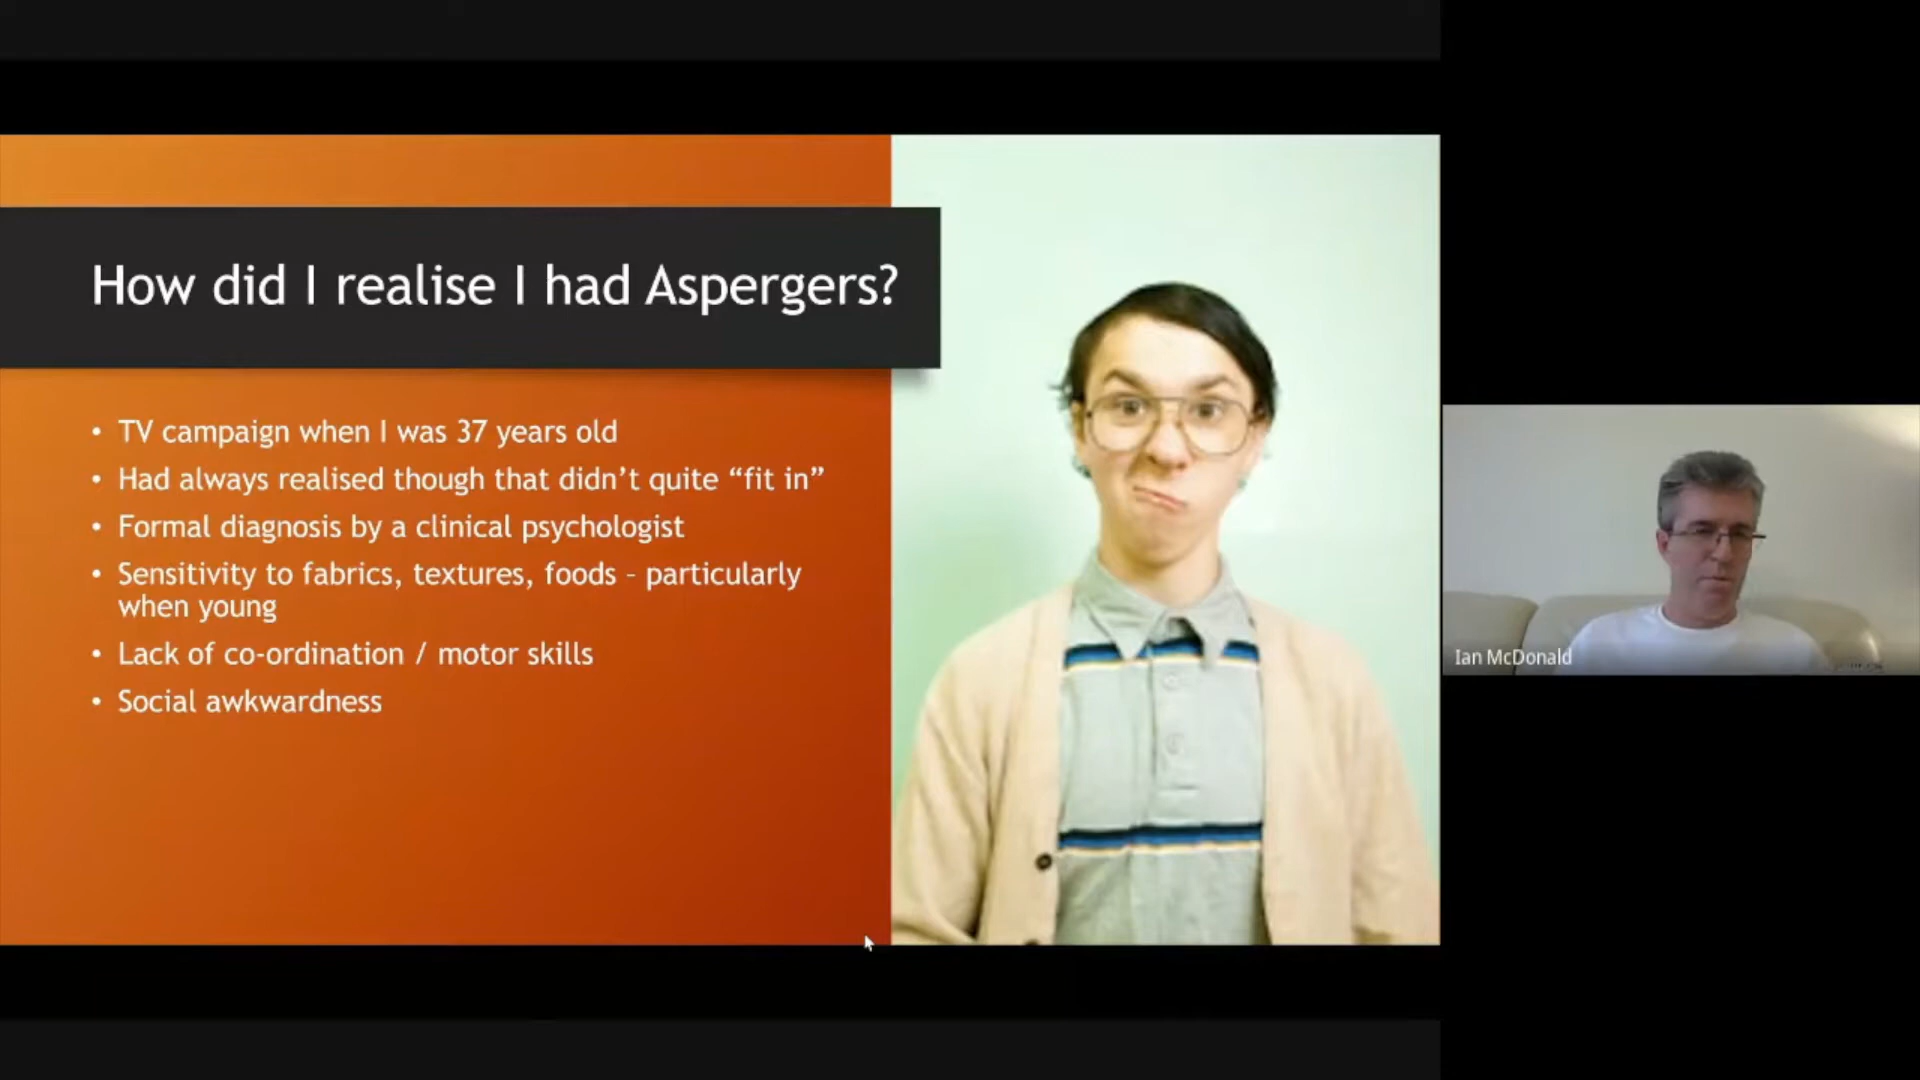 How did I realise I had Aspergers?
• TV campaign when I was 37 years old
• Had always realised though that didn’t quite “fit in”
• Formal diagnosis by a clinical psychologist
• Sensitivity to fabrics, textures, foods – particularly
when young
• Lack of co-ordination / motor skills
• Social awkwardness
Ian McDonald